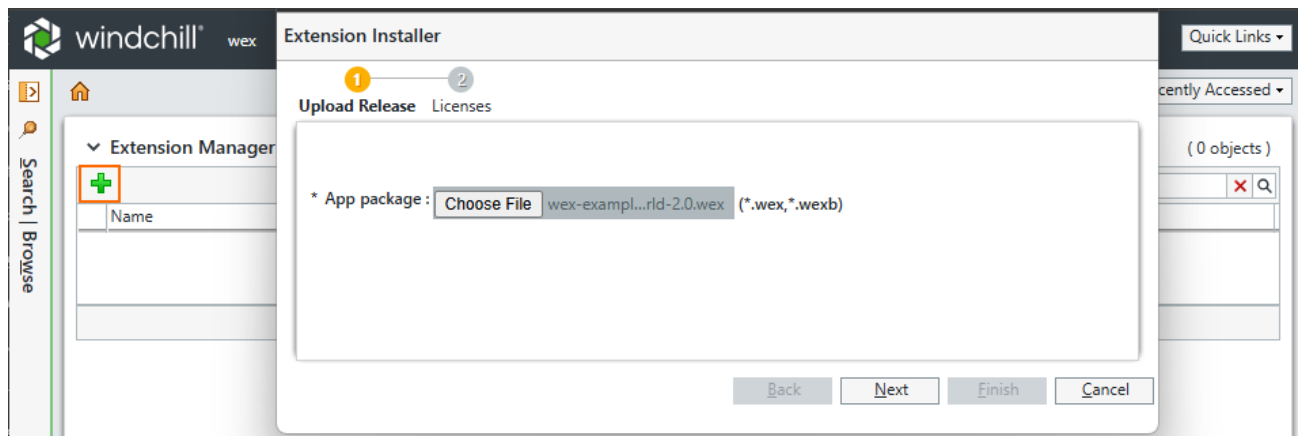 windchill® wex
Quick Links
Extension Installer
1 2
Upload Release Licenses
cently Accessed
Search | Browse
Extension Manager
( 0 objects )
Name
* App package : Choose File wex-exampl...rld-2.0.wex (*.wex,*.wexb)
Back Next Finish Cancel